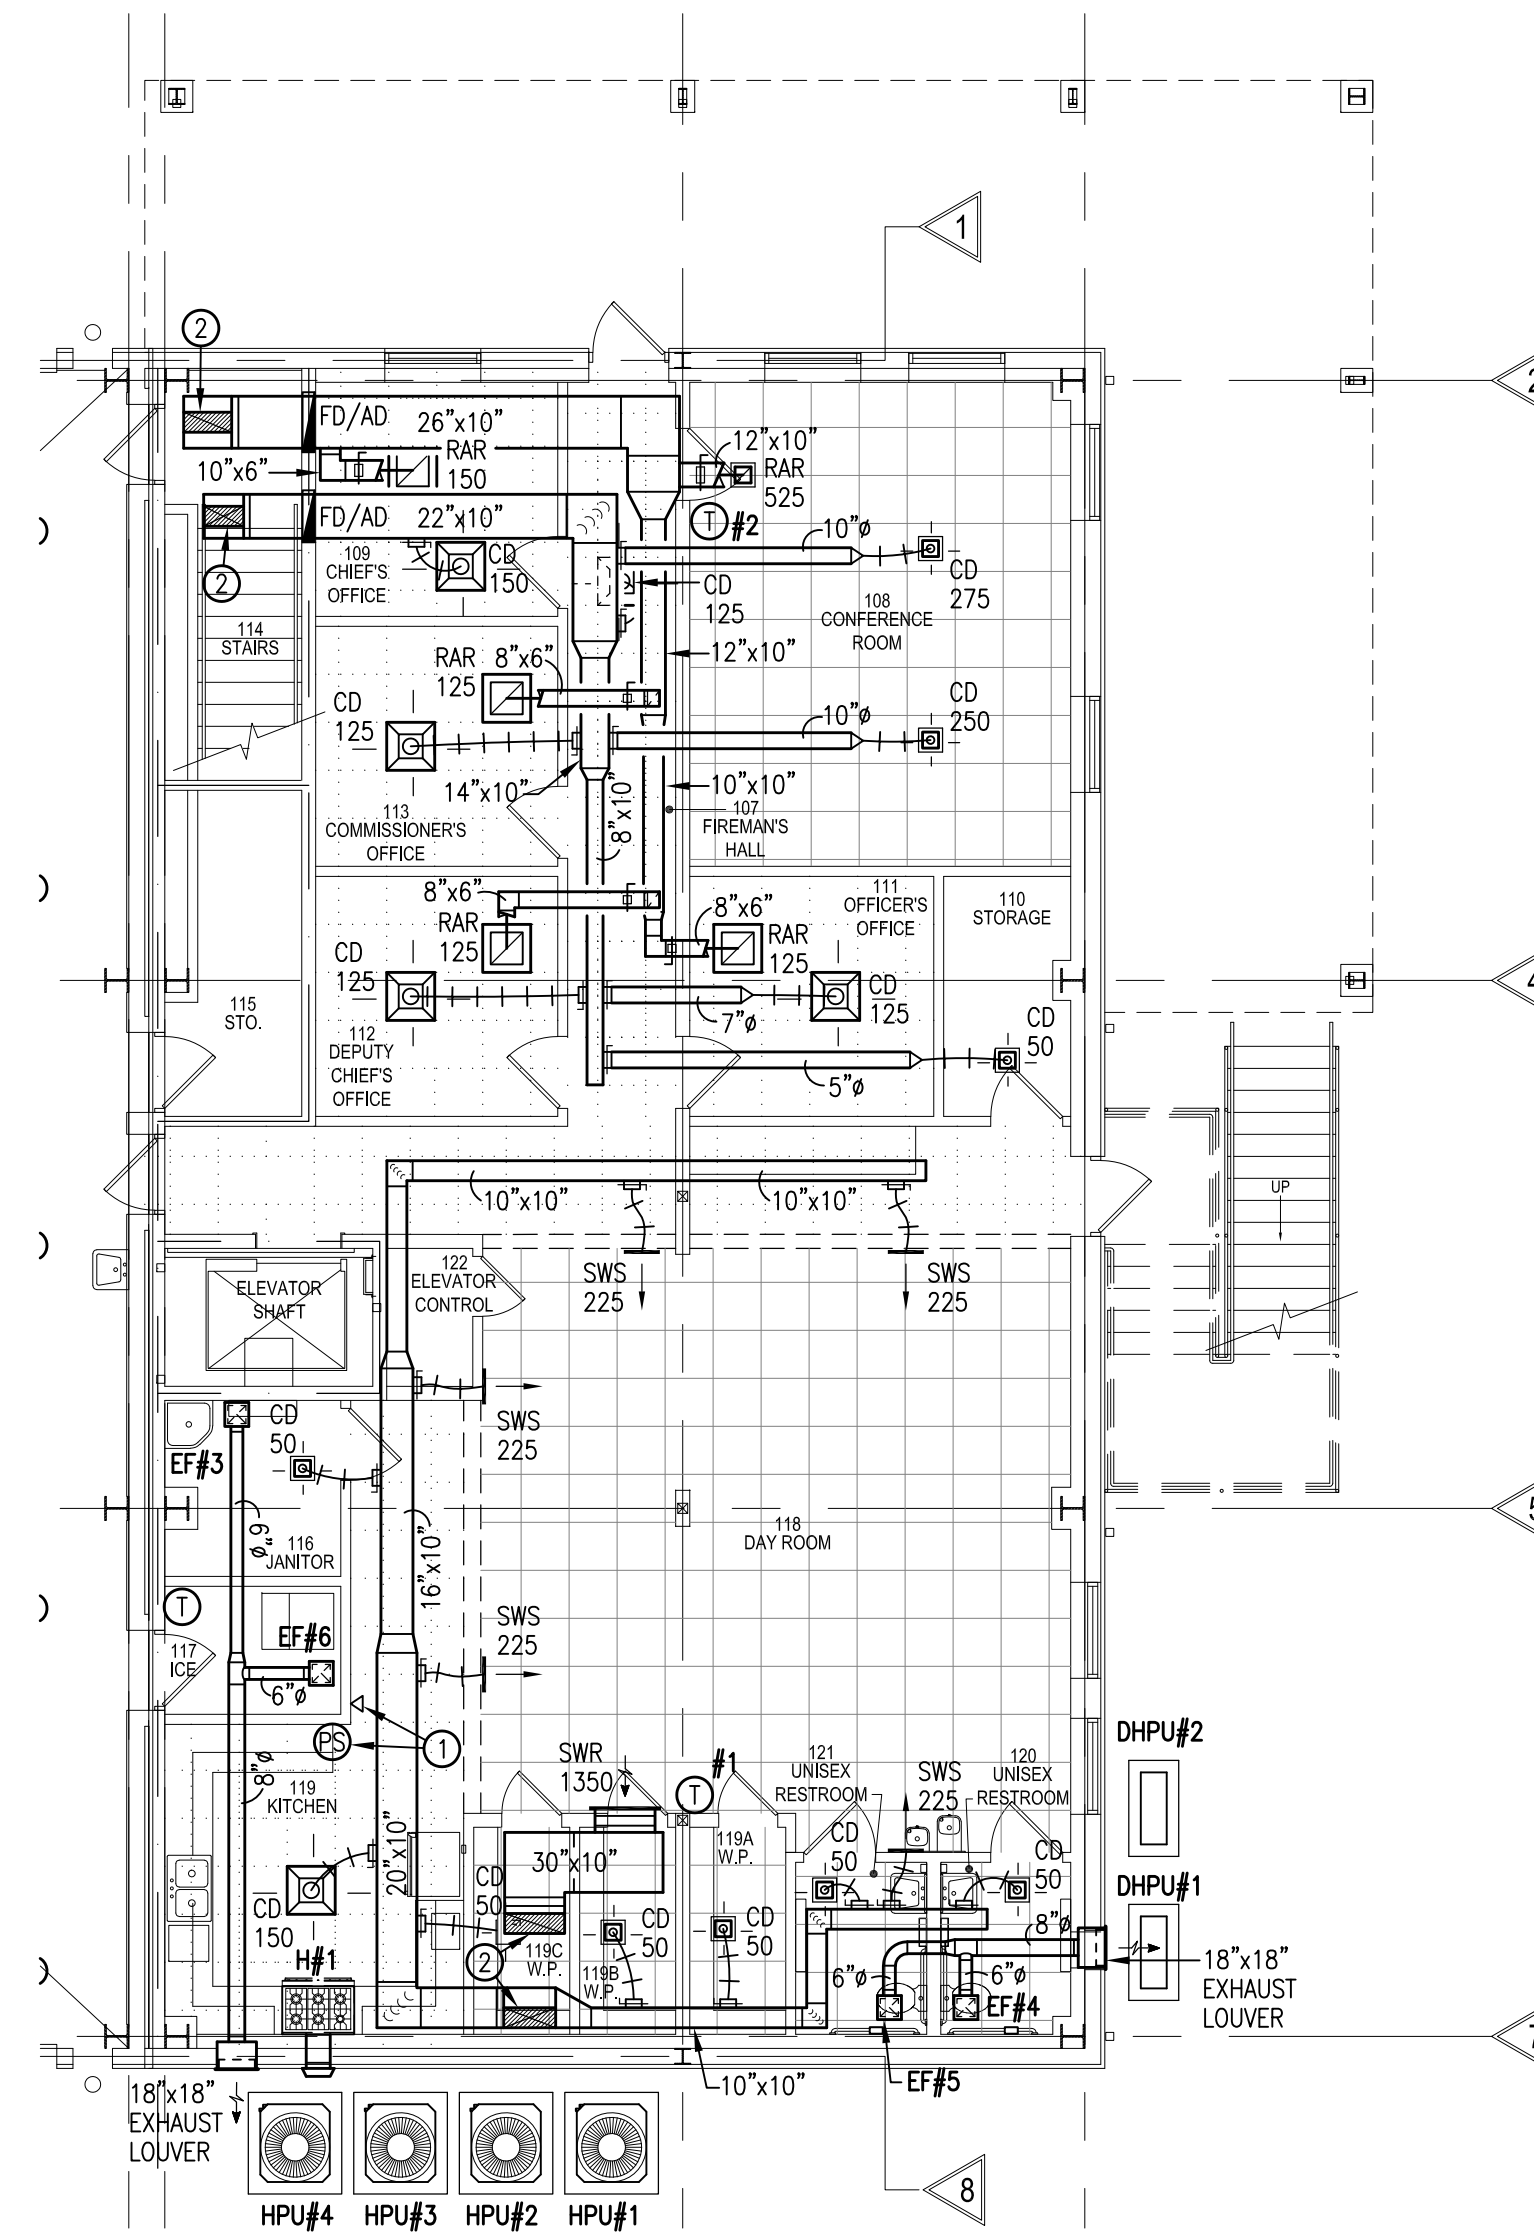 1
2
2
FD/AD
26”x10”
RAR
150
10”x6”
12”x10”
RAR
525
FD/AD
22”x10”
T
#2
10”ø
CD
275
2
109
CHIEF'S
OFFICE
CD
150
CD
125
108
CONFERENCE
ROOM
114
STAIRS
RAR
125
8”x6”
12”x10”
CD
125
10”ø
CD
250
14”x10”
8”x10”
10”x10”
107
FIREMAN'S
HALL
113
COMMISSIONER'S
OFFICE
8”x6”
RAR
125
8”x6”
RAR
125
111
OFFICER'S
OFFICE
110
STORAGE
CD
125
CD
125
4
115
STO.
7”ø
CD
50
112
DEPUTY
CHIEF'S
OFFICE
5”ø
10”x10”
10”x10”
UP
ELEVATOR
SHAFT
122
ELEVATOR
CONTROL
SWS
225
SWS
225
CD
50
EF#3
SWS
225
5
6”ø
116
JANITOR
16”x10”
118
DAY ROOM
T
EF#6
SWS
225
117
ICE
6”ø
PS
1
8”ø
119
KITCHEN
SWR
1350
T
#1
121
UNISEX
RESTROOM
SWS
225
120
UNISEX
RESTROOM
DHPU#2
20”x10”
30”x10”
119A
W.P.
CD
50
CD
50
CD
50
CD
150
CD
50
CD
50
DHPU#1
8”ø
2
119C
W.P.
119B
W.P.
H#1
6”ø
6”ø
EF#4
18”x18”
EXHAUST
LOUVER
7
10”x10”
EF#5
18”x18”
EXHAUST
LOUVER
HPU#4
HPU#3
HPU#2
HPU#1
8